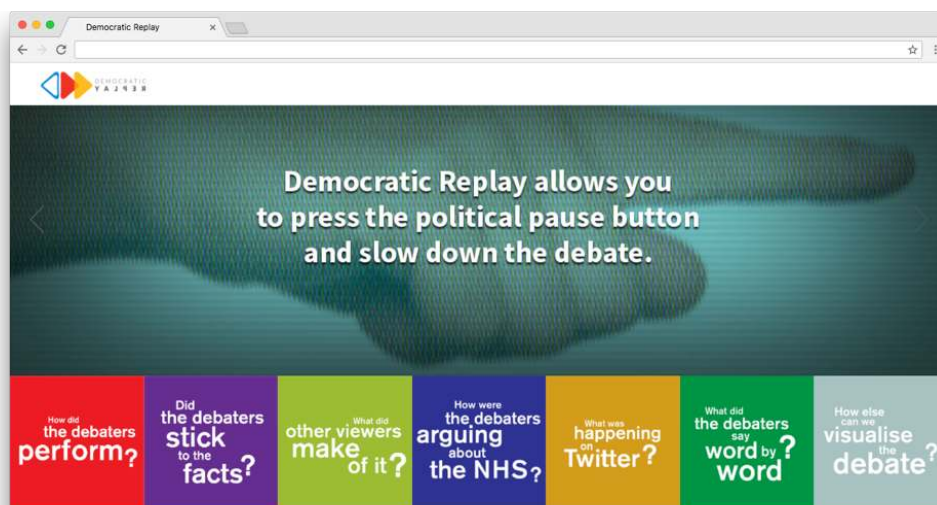 Democratic Replay
DEMOCRATIC
REPLAY
Democratic Replay allows you
to press the political pause button
and slow down the debate.
How did
the debaters
perform?
Did
the debaters
stick
to the
facts?
What did
other viewers
make
of it?
How were
the debaters
arguing
about
the NHS?
What was
happening
on
Twitter?
What did
the debaters
say
word by
word?
How else
can we
visualise
the
debate?